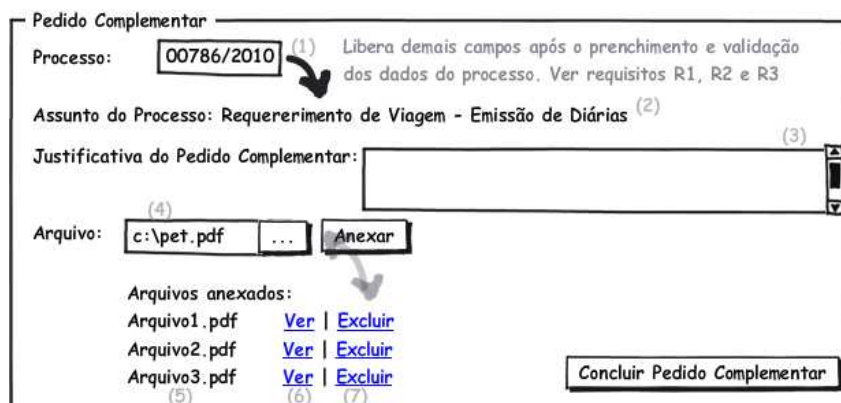 Pedido Complementar
Processo: 00786/2010 (1) Libera demais campos após o prenchimento e validação
dos dados do processo. Ver requisitos R1, R2 e R3
Assunto do Processo: Requererimento de Viagem - Emissão de Diárias (2)
(3)
Justificativa do Pedido Complementar:
(4)
Arquivo: c:\pet.pdf ... Anexar
Arquivos anexados:
Arquivo1.pdf Ver | Excluir
Arquivo2.pdf Ver | Excluir
Arquivo3.pdf Ver | Excluir
Concluir Pedido Complementar
(5) (6) (7)